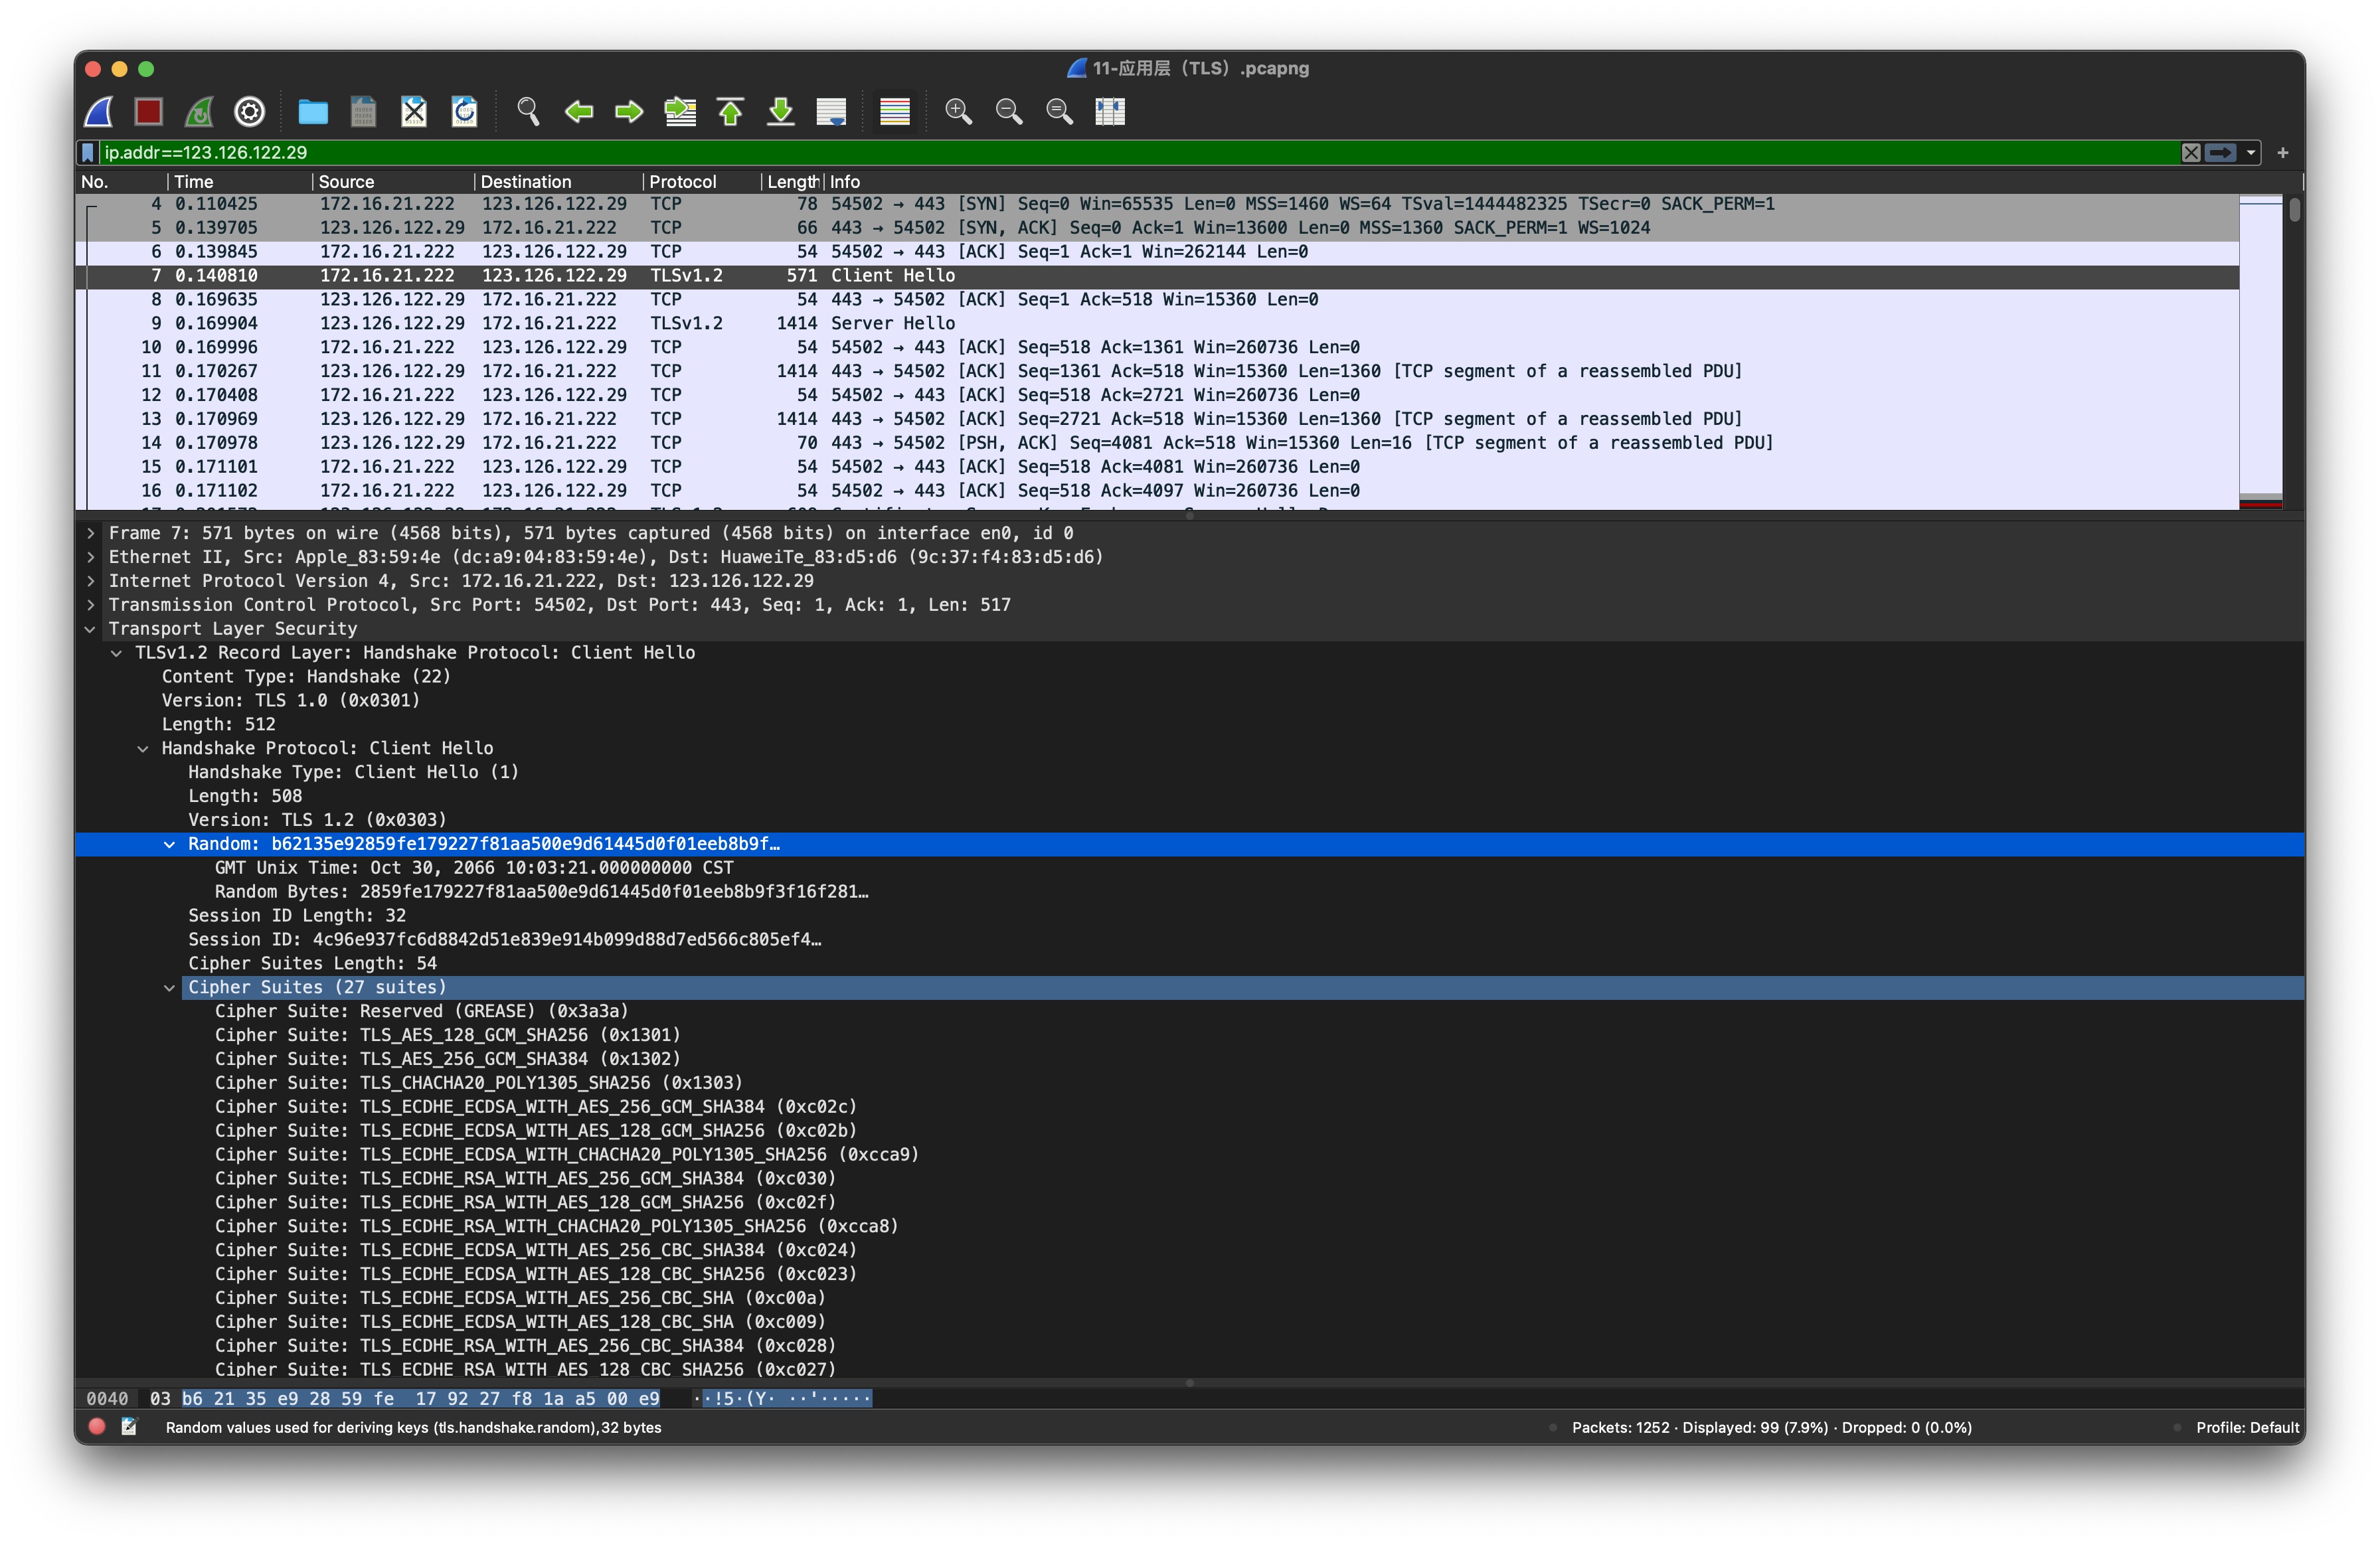 11-应用层（TLS）.pcapng
ip.addr==123.126.122.29
No. Time Source Destination Protocol Length Info
4 0.110425 172.16.21.222 123.126.122.29 TCP 78 54502 → 443 [SYN] Seq=0 Win=65535 Len=0 MSS=1460 WS=64 TSval=1444482325 TSecr=0 SACK_PERM=1
5 0.139705 123.126.122.29 172.16.21.222 TCP 66 443 → 54502 [SYN, ACK] Seq=0 Ack=1 Win=13600 Len=0 MSS=1360 SACK_PERM=1 WS=1024
6 0.139845 172.16.21.222 123.126.122.29 TCP 54 54502 → 443 [ACK] Seq=1 Ack=1 Win=262144 Len=0
7 0.140810 172.16.21.222 123.126.122.29 TLSv1.2 571 Client Hello
8 0.169635 123.126.122.29 172.16.21.222 TCP 54 443 → 54502 [ACK] Seq=1 Ack=518 Win=15360 Len=0
9 0.169904 123.126.122.29 172.16.21.222 TLSv1.2 1414 Server Hello
10 0.169996 172.16.21.222 123.126.122.29 TCP 54 54502 → 443 [ACK] Seq=518 Ack=1361 Win=260736 Len=0
11 0.170267 123.126.122.29 172.16.21.222 TCP 1414 443 → 54502 [ACK] Seq=1361 Ack=518 Win=15360 Len=1360 [TCP segment of a reassembled PDU]
12 0.170408 172.16.21.222 123.126.122.29 TCP 54 54502 → 443 [ACK] Seq=518 Ack=2721 Win=260736 Len=0
13 0.170969 123.126.122.29 172.16.21.222 TCP 1414 443 → 54502 [ACK] Seq=2721 Ack=518 Win=15360 Len=1360 [TCP segment of a reassembled PDU]
14 0.170978 123.126.122.29 172.16.21.222 TCP 70 443 → 54502 [PSH, ACK] Seq=4081 Ack=518 Win=15360 Len=16 [TCP segment of a reassembled PDU]
15 0.171101 172.16.21.222 123.126.122.29 TCP 54 54502 → 443 [ACK] Seq=518 Ack=4081 Win=260736 Len=0
16 0.171102 172.16.21.222 123.126.122.29 TCP 54 54502 → 443 [ACK] Seq=518 Ack=4097 Win=260736 Len=0
Frame 7: 571 bytes on wire (4568 bits), 571 bytes captured (4568 bits) on interface en0, id 0
Ethernet II, Src: Apple_83:59:4e (dc:a9:04:83:59:4e), Dst: HuaweiTe_83:d5:d6 (9c:37:f4:83:d5:d6)
Internet Protocol Version 4, Src: 172.16.21.222, Dst: 123.126.122.29
Transmission Control Protocol, Src Port: 54502, Dst Port: 443, Seq: 1, Ack: 1, Len: 517
Transport Layer Security
TLSv1.2 Record Layer: Handshake Protocol: Client Hello
Content Type: Handshake (22)
Version: TLS 1.0 (0x0301)
Length: 512
Handshake Protocol: Client Hello
Handshake Type: Client Hello (1)
Length: 508
Version: TLS 1.2 (0x0303)
Random: b62135e92859fe179227f81aa500e9d61445d0f01eeb8b9f…
GMT Unix Time: Oct 30, 2066 10:03:21.000000000 CST
Random Bytes: 2859fe179227f81aa500e9d61445d0f01eeb8b9f3f16f281…
Session ID Length: 32
Session ID: 4c96e937fc6d8842d51e839e914b099d88d7ed566c805ef4…
Cipher Suites Length: 54
Cipher Suites (27 suites)
Cipher Suite: Reserved (GREASE) (0x3a3a)
Cipher Suite: TLS_AES_128_GCM_SHA256 (0x1301)
Cipher Suite: TLS_AES_256_GCM_SHA384 (0x1302)
Cipher Suite: TLS_CHACHA20_POLY1305_SHA256 (0x1303)
Cipher Suite: TLS_ECDHE_ECDSA_WITH_AES_256_GCM_SHA384 (0xc02c)
Cipher Suite: TLS_ECDHE_ECDSA_WITH_AES_128_GCM_SHA256 (0xc02b)
Cipher Suite: TLS_ECDHE_ECDSA_WITH_CHACHA20_POLY1305_SHA256 (0xcca9)
Cipher Suite: TLS_ECDHE_RSA_WITH_AES_256_GCM_SHA384 (0xc030)
Cipher Suite: TLS_ECDHE_RSA_WITH_AES_128_GCM_SHA256 (0xc02f)
Cipher Suite: TLS_ECDHE_RSA_WITH_CHACHA20_POLY1305_SHA256 (0xcca8)
Cipher Suite: TLS_ECDHE_ECDSA_WITH_AES_256_CBC_SHA384 (0xc024)
Cipher Suite: TLS_ECDHE_ECDSA_WITH_AES_128_CBC_SHA256 (0xc023)
Cipher Suite: TLS_ECDHE_ECDSA_WITH_AES_256_CBC_SHA (0xc00a)
Cipher Suite: TLS_ECDHE_ECDSA_WITH_AES_128_CBC_SHA (0xc009)
Cipher Suite: TLS_ECDHE_RSA_WITH_AES_256_CBC_SHA384 (0xc028)
Cipher Suite: TLS_ECDHE_RSA_WITH_AES_128_CBC_SHA256 (0xc027)
0040 03 b6 21 35 e9 28 59 fe 17 92 27 f8 1a a5 00 e9 ··!5·(Y· ··'·····
Random values used for deriving keys (tls.handshake.random), 32 bytes Packets: 1252 · Displayed: 99 (7.9%) · Dropped: 0 (0.0%) Profile: Default